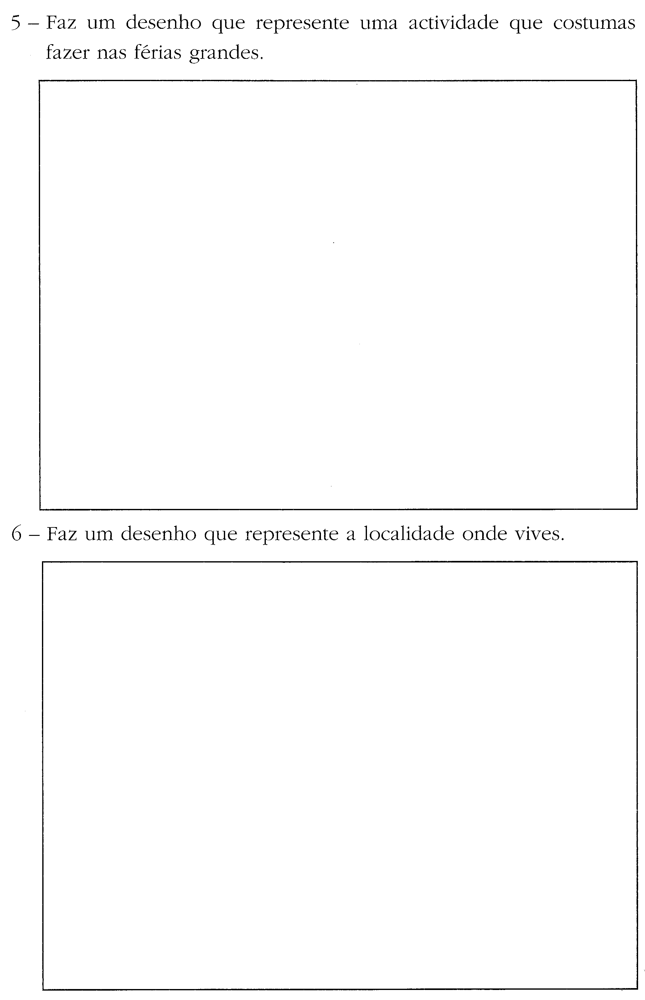 5 – Faz um desenho que represente uma actividade que costumas
fazer nas férias grandes.
6 – Faz um desenho que represente a localidade onde vives.